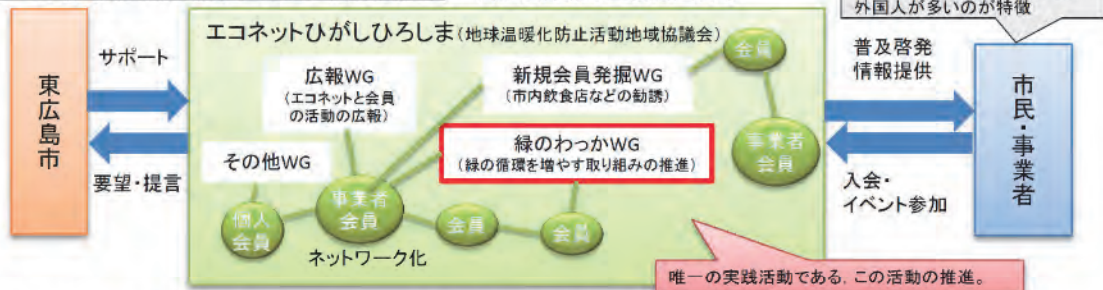 外国人が多いのが特徴
エコネットひがしひろしま(地球温暖化防止活動地域協議会)
東広島市
サポート
要望・提言
広報WG
(エコネットと会員
の活動の広報)
新規会員発掘WG
(市内飲食店などの勧誘)
緑のわっかWG
(緑の循環を増やす取り組みの推進)
その他WG
個人
会員
事業者
会員
会員
会員
会員
事業者
会員
ネットワーク化
普及啓発
情報提供
入会・
イベント参加
市民・事業者
唯一の実践活動である,この活動の推進。